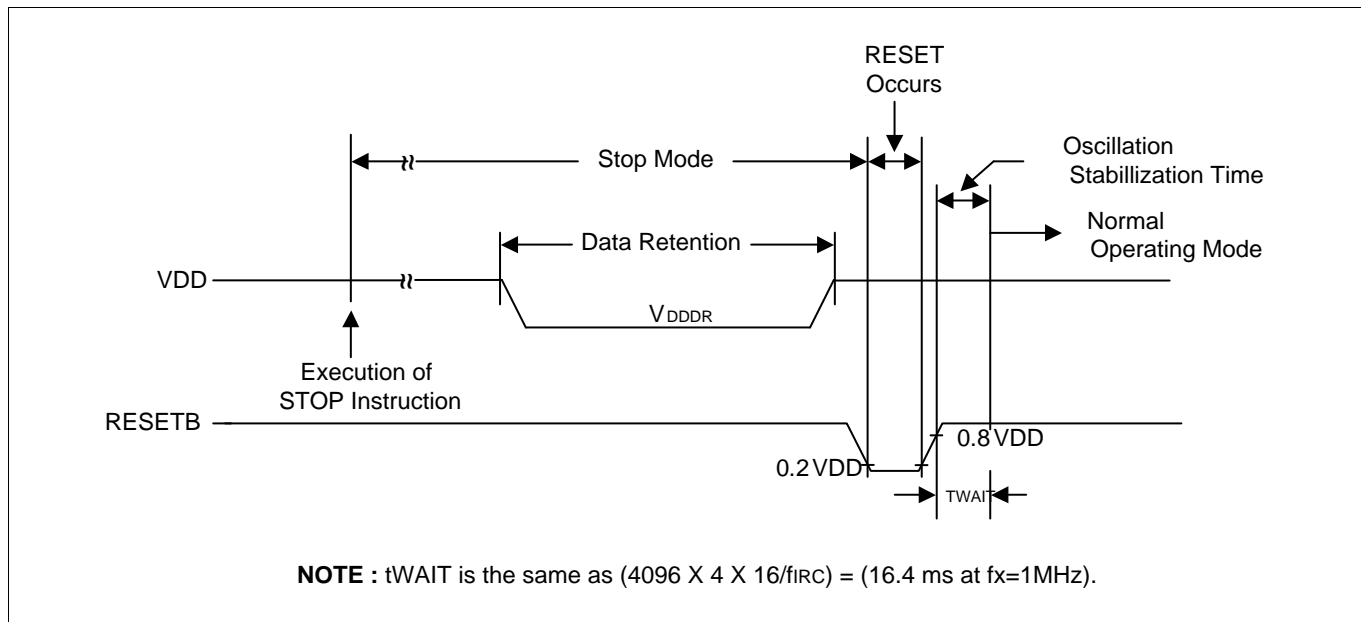 RESET
Occurs
Stop Mode
Oscillation
Stabillization Time
Data Retention
Normal
Operating Mode
VDD
VDDDR
Execution of
STOP Instruction
RESETB
0.8 VDD
0.2 VDD
TWAIT
NOTE : tWAIT is the same as (4096 X 4 X 16/fIRC) = (16.4 ms at fx=1MHz).